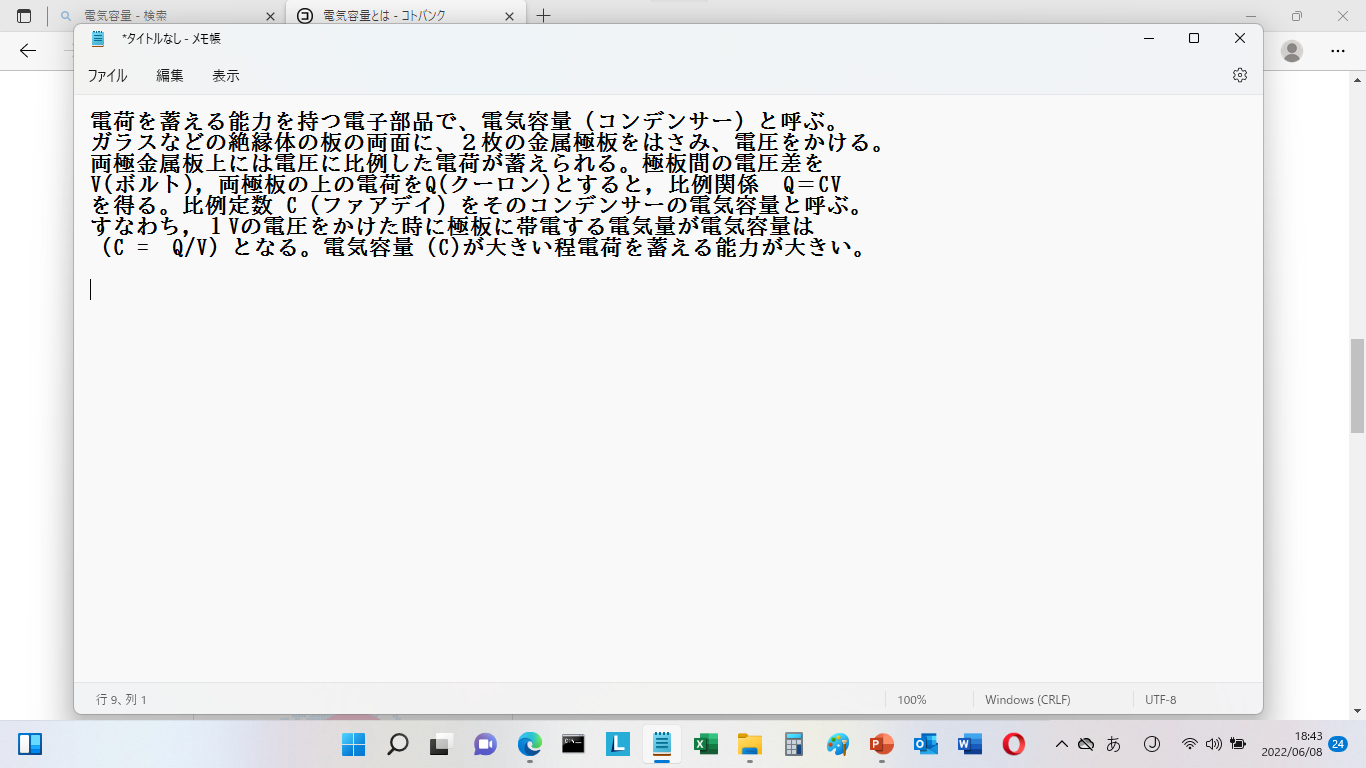 電気容量 - 検索
電気容量とは - コトバンク
*タイトルなし - メモ帳
ファイル 編集 表示
電荷を蓄える能力を持つ電子部品で、電気容量（コンデンサー）と呼ぶ。
ガラスなどの絶縁体の板の両面に、２枚の金属極板をはさみ、電圧をかける。
両極金属板上には電圧に比例した電荷が蓄えられる。極板間の電圧差を
V(ボルト)，両極板の上の電荷をQ(クーロン)とすると，比例関係　Q＝CV
を得る。比例定数 C（ファアデイ）をそのコンデンサーの電気容量と呼ぶ。
すなわち，１Vの電圧をかけた時に極板に帯電する電気量が電気容量は
（C =　Q/V）となる。電気容量（C)が大きい程電荷を蓄える能力が大きい。
行 9、列 1
100%
Windows (CRLF)
UTF-8
あ
18:43
2022/06/08
24